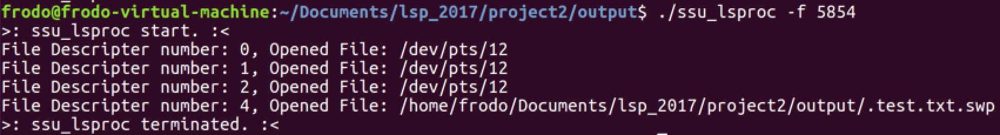 frodo@frodo-virtual-machine:~/Documents/lsp_2017/project2/output$ ./ssu_lsproc -f 5854
>: ssu_lsproc start. :<
File Descripter number: 0, Opened File: /dev/pts/12
File Descripter number: 1, Opened File: /dev/pts/12
File Descripter number: 2, Opened File: /dev/pts/12
File Descripter number: 4, Opened File: /home/frodo/Documents/lsp_2017/project2/output/.test.txt.swp
>: ssu_lsproc terminated. :<